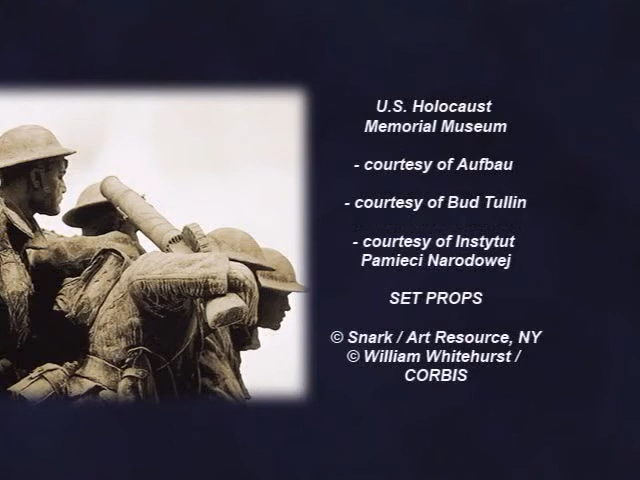 U.S. Holocaust
Memorial Museum
- courtesy of Aufbau
- courtesy of Bud Tullin
- courtesy of Instytut
Pamieci Narodowej
SET PROPS
© Snark / Art Resource, NY
© William Whitehurst /
CORBIS